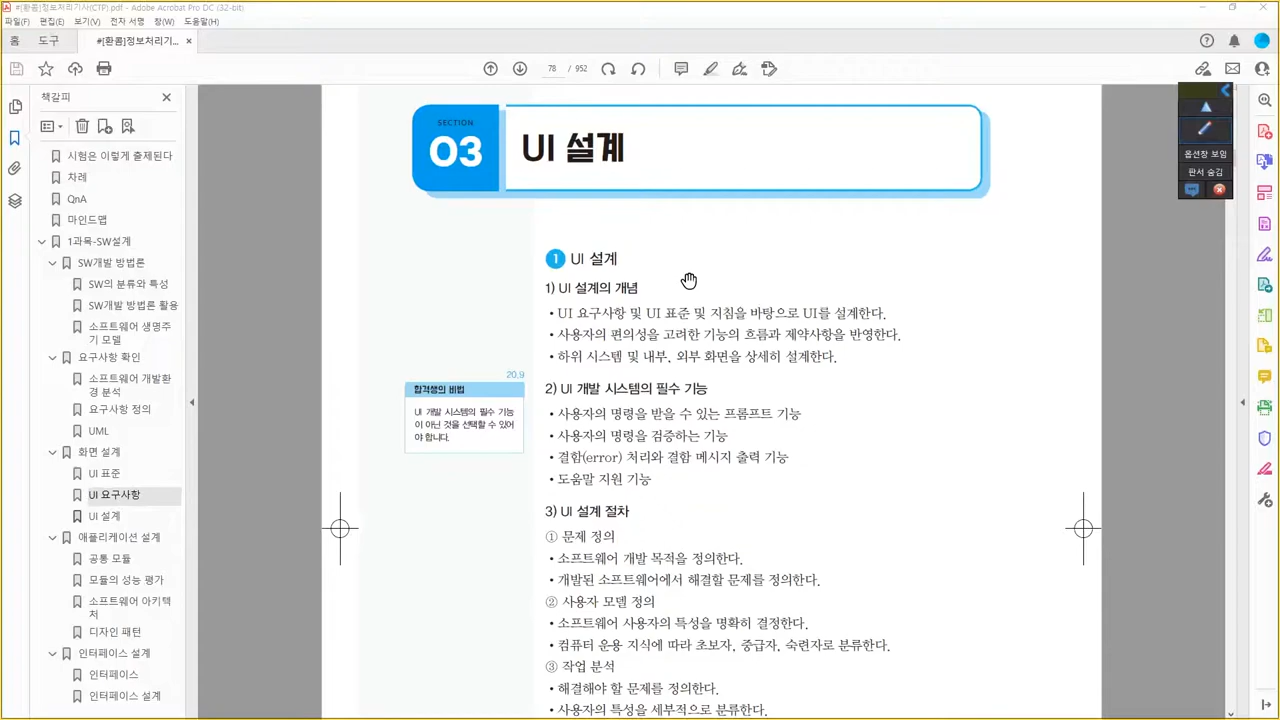 #[환콤]정보처리기사(CTP).pdf - Adobe Acrobat Pro DC (32-bit)
파일(F) 편집(E) 보기(V) 전자 서명 창(W) 도움말(H)
홈 도구 #[환콤]정보처리기... ×
78 / 952
책갈피
시험은 이렇게 출제된다
차례
QnA
마인드맵
1과목-SW설계
SW개발 방법론
SW의 분류와 특성
SW개발 방법론 활용
소프트웨어 생명주
기 모델
요구사항 확인
소프트웨어 개발환
경 분석
요구사항 정의
UML
화면 설계
UI 표준
UI 요구사항
UI 설계
애플리케이션 설계
공통 모듈
모듈의 성능 평가
소프트웨어 아키텍
처
디자인 패턴
인터페이스 설계
인터페이스
인터페이스 설계
SECTION
03
UI 설계
1 UI 설계
1) UI 설계의 개념
• UI 요구사항 및 UI 표준 및 지침을 바탕으로 UI를 설계한다.
• 사용자의 편의성을 고려한 기능의 흐름과 제약사항을 반영한다.
• 하위 시스템 및 내부, 외부 화면을 상세히 설계한다.
20.9
합격생의 비법
UI 개발 시스템의 필수 기능
이 아닌 것을 선택할 수 있어
야 합니다.
2) UI 개발 시스템의 필수 기능
• 사용자의 명령을 받을 수 있는 프롬프트 기능
• 사용자의 명령을 검증하는 기능
• 결함(error) 처리와 결함 메시지 출력 기능
• 도움말 지원 기능
3) UI 설계 절차
① 문제 정의
• 소프트웨어 개발 목적을 정의한다.
• 개발된 소프트웨어에서 해결할 문제를 정의한다.
② 사용자 모델 정의
• 소프트웨어 사용자의 특성을 명확히 결정한다.
• 컴퓨터 운용 지식에 따라 초보자, 중급자, 숙련자로 분류한다.
③ 작업 분석
• 해결해야 할 문제를 정의한다.
• 사용자의 특성을 세부적으로 분류한다.
옵션창 보임
판서 숨김